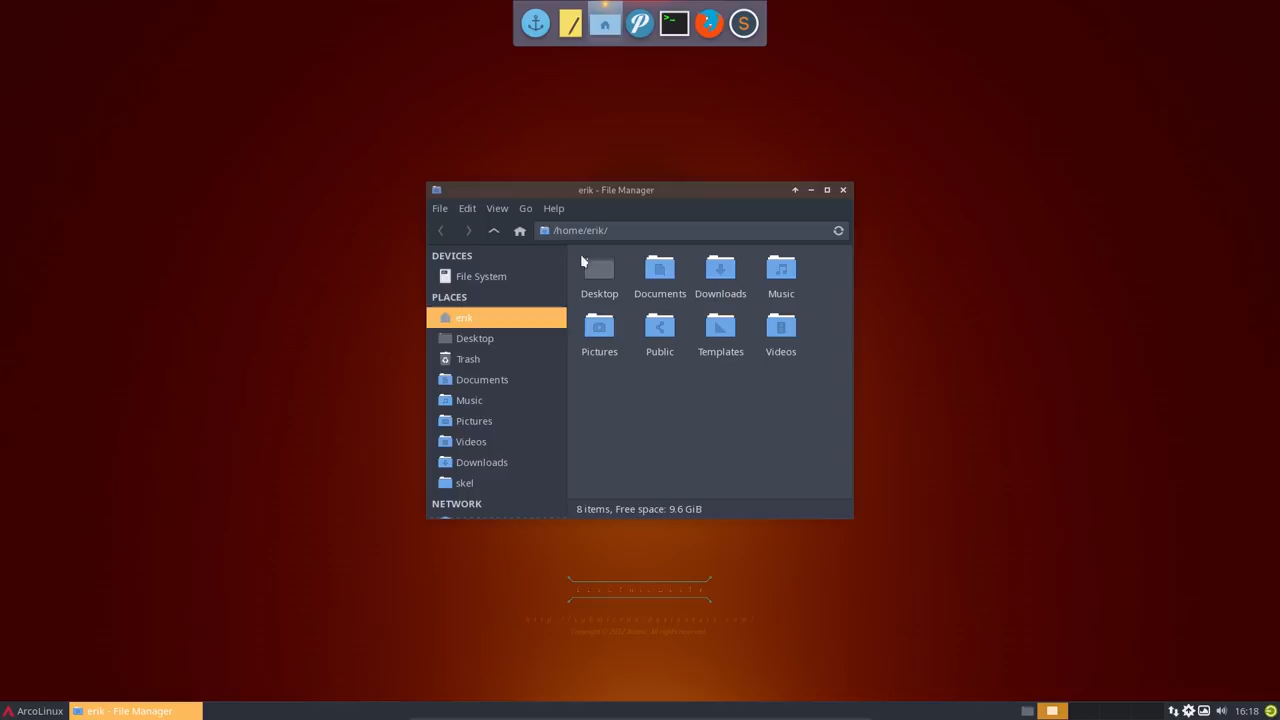 erik - File Manager
File Edit View Go Help
/home/erik/
DEVICES
File System
PLACES
erik
Desktop
Trash
Documents
Music
Pictures
Videos
Downloads
skel
NETWORK
Desktop Documents Downloads Music
Pictures Public Templates Videos
8 items, Free space: 9.6 GiB
ArcoLinux
erik - File Manager
16:18